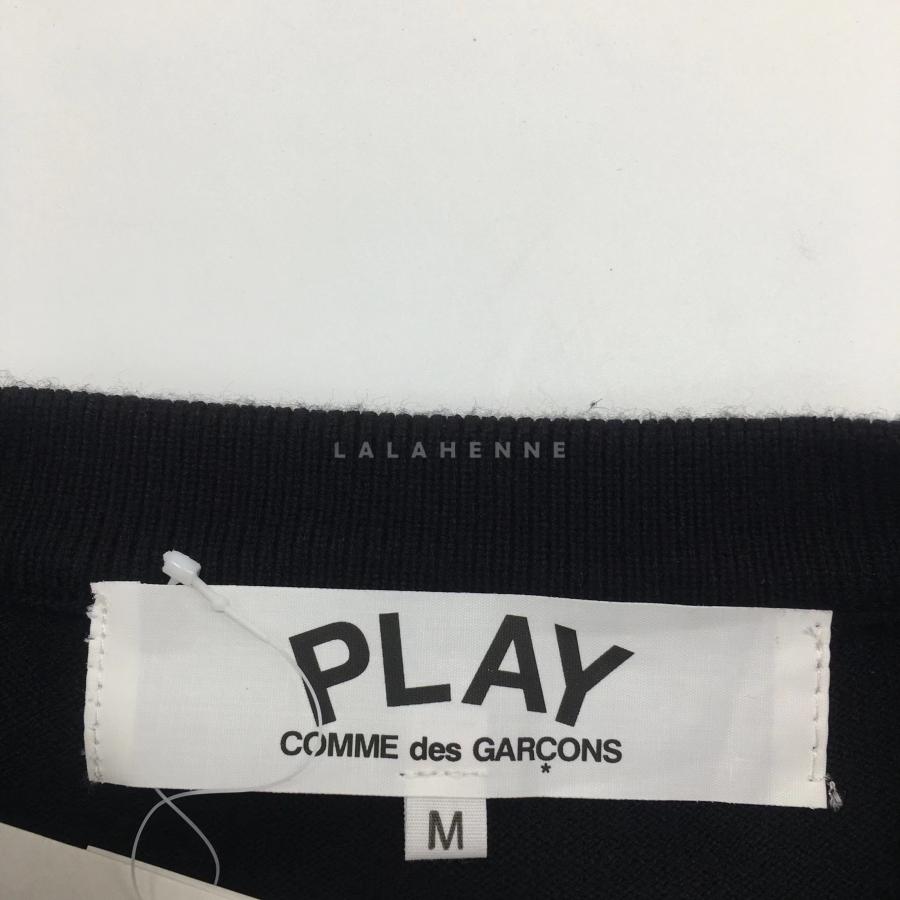 LALAHENNE
PLAY
COMME des GARÇONS
*
M